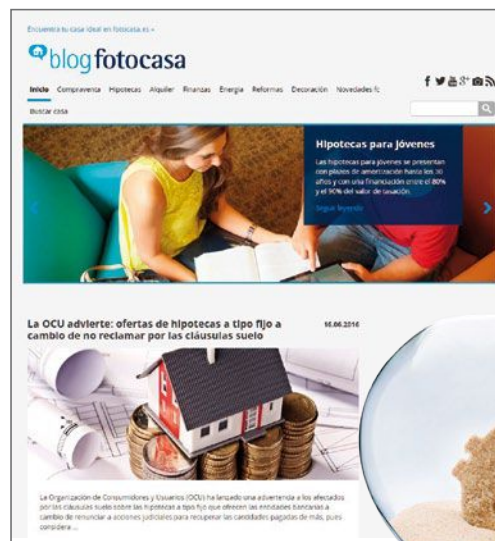 Encuentra tu casa ideal en fotocasa.es »
blogfotocasa
Inicio Compraventa Hipotecas Alquiler Finanzas Energía Reformas Decoración Novedades fc
Buscar casa
Hipotecas para Jóvenes
Las hipotecas para jóvenes se presentan
con plazos de amortización hasta los 30
años y con una financiación entre el 80%
y el 90% del valor de tasación.
Seguir leyendo
La OCU advierte: ofertas de hipotecas a tipo fijo a
cambio de no reclamar por las cláusulas suelo
16.06.2016
La Organización de Consumidores y Usuarios (OCU) ha lanzado una advertencia a los afectados
por las cláusulas suelo sobre las hipotecas a tipo fijo que ofrecen las entidades bancarias a
cambio de renunciar a acciones judiciales para recuperar las cantidades pagadas de más, pues
considera ...